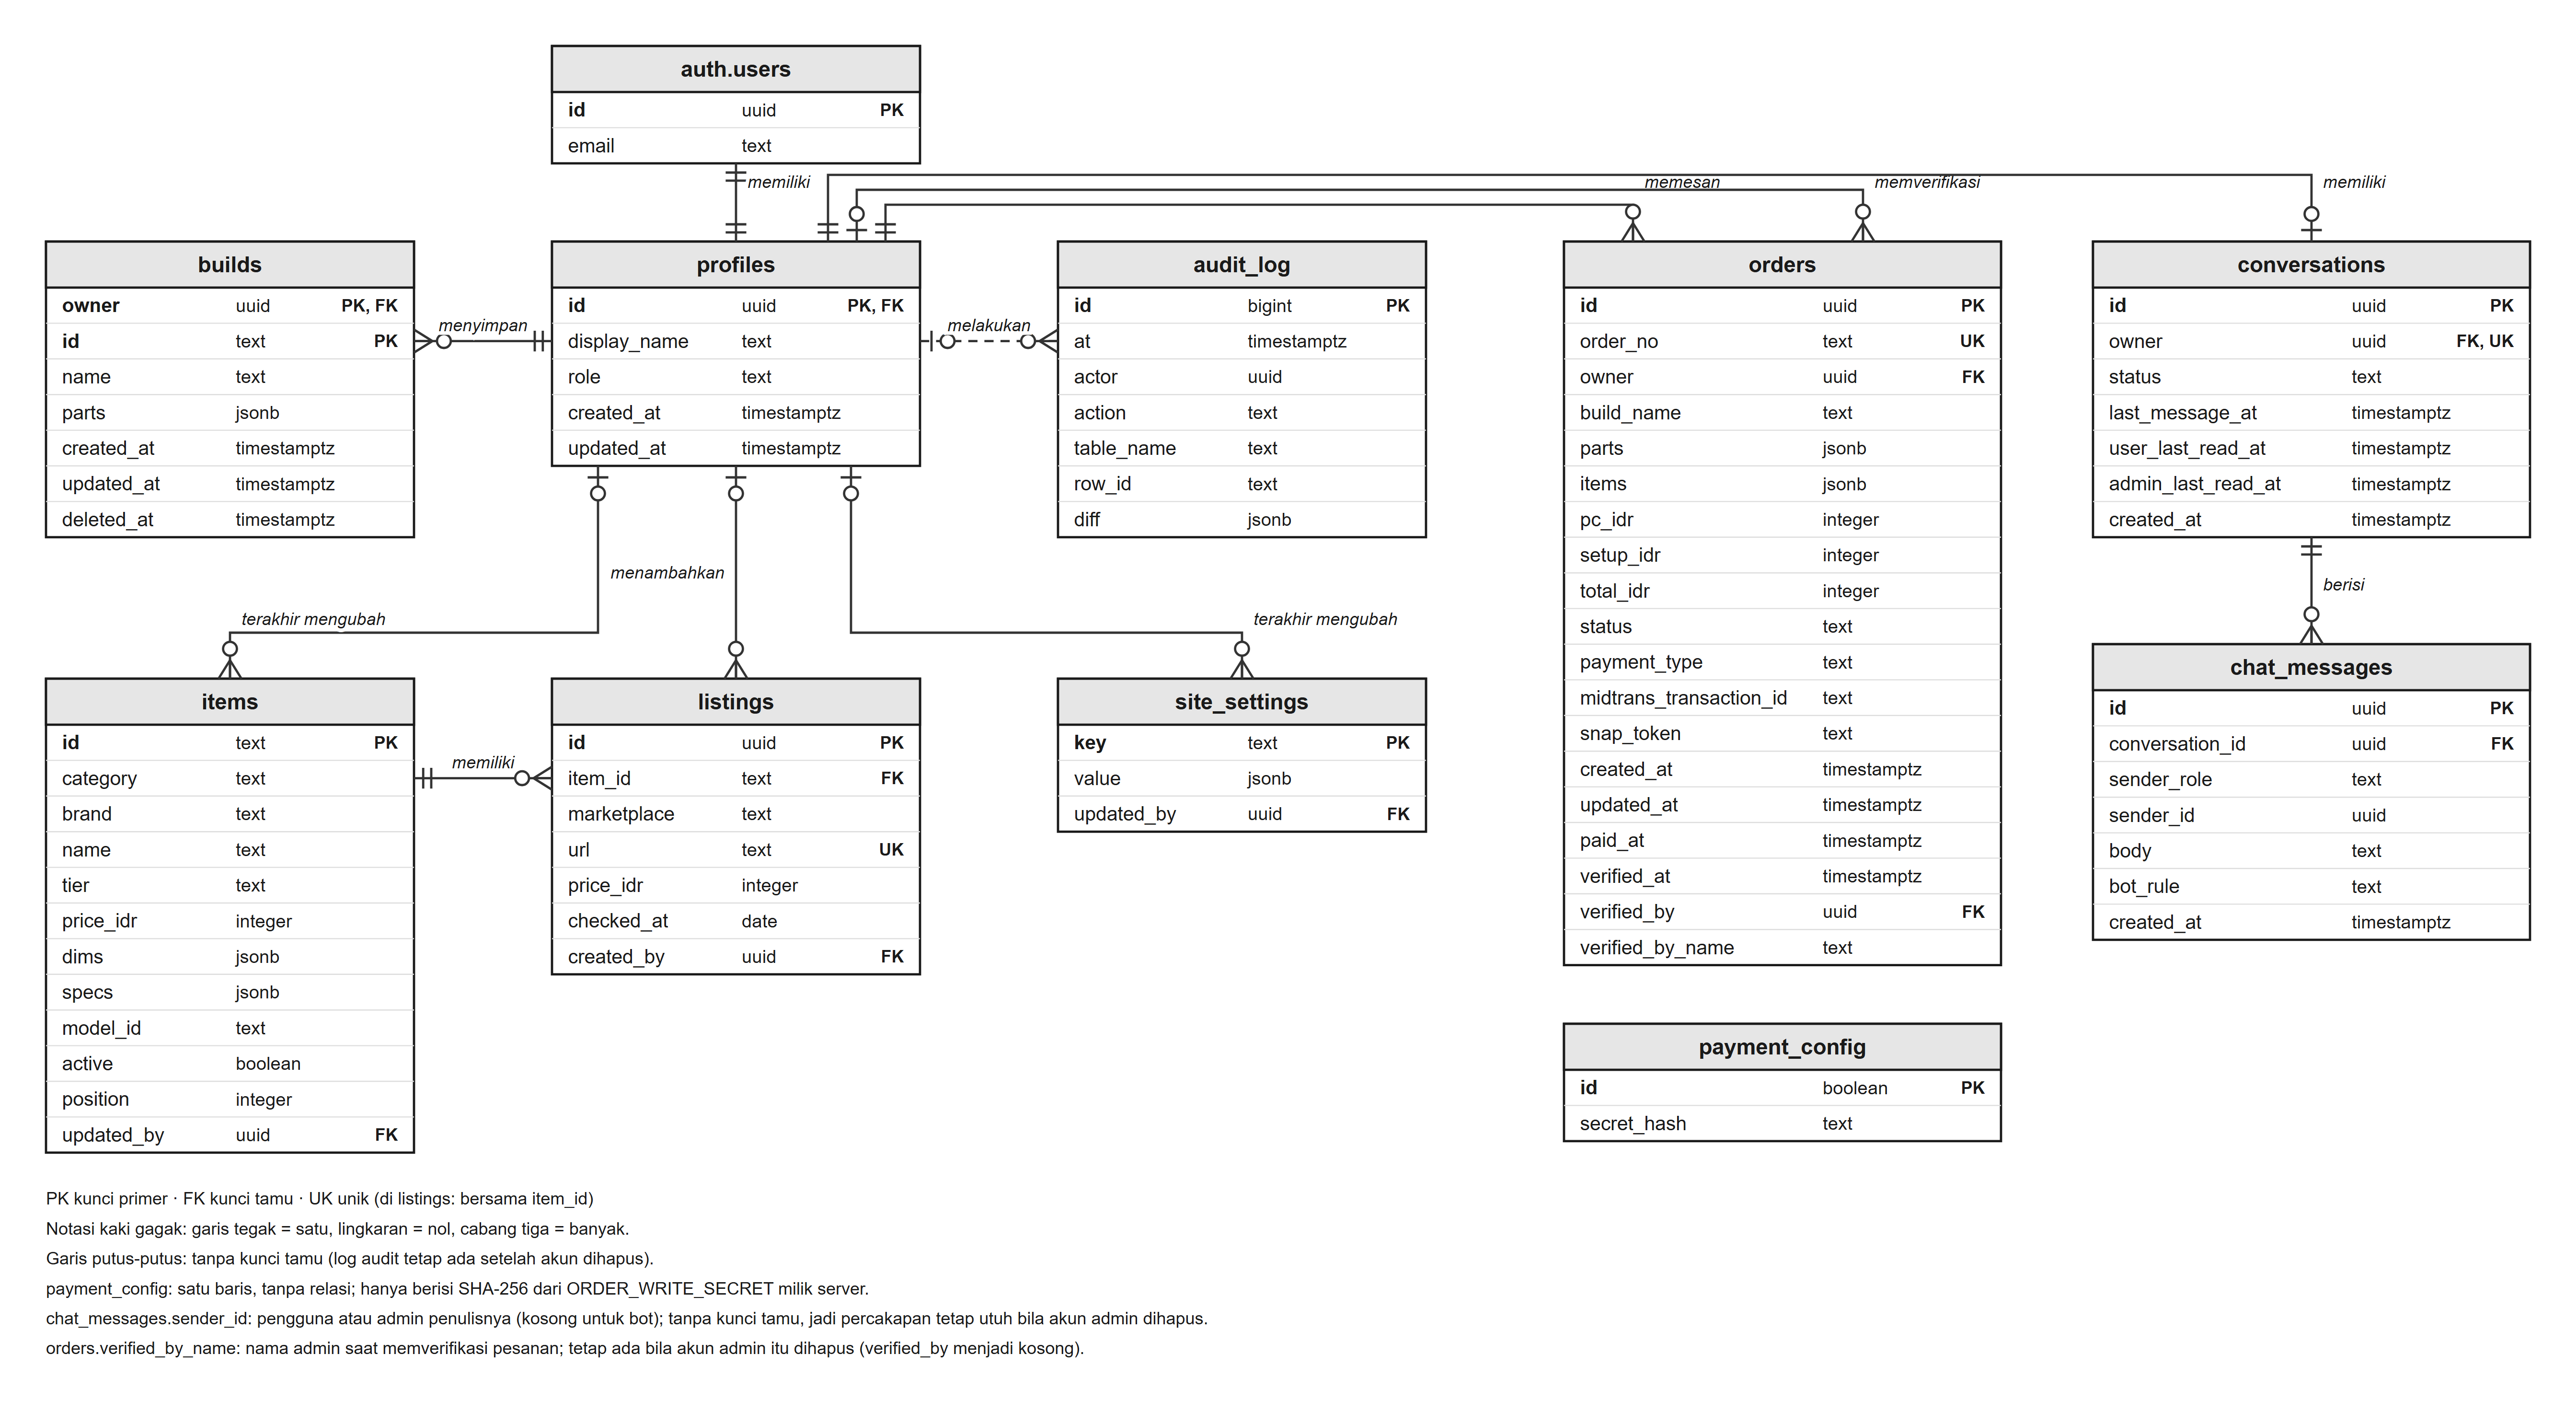 auth.users
id uuid PK
email text
memiliki
memesan
memverifikasi
memiliki
builds
owner uuid PK, FK
id text PK
name text
parts jsonb
created_at timestamptz
updated_at timestamptz
deleted_at timestamptz
menyimpan
profiles
id uuid PK, FK
display_name text
role text
created_at timestamptz
updated_at timestamptz
melakukan
audit_log
id bigint PK
at timestamptz
actor uuid
action text
table_name text
row_id text
diff jsonb
orders
id uuid PK
order_no text UK
owner uuid FK
build_name text
parts jsonb
items jsonb
pc_idr integer
setup_idr integer
total_idr integer
status text
payment_type text
midtrans_transaction_id text
snap_token text
created_at timestamptz
updated_at timestamptz
paid_at timestamptz
verified_at timestamptz
verified_by uuid FK
verified_by_name text
conversations
id uuid PK
owner uuid FK, UK
status text
last_message_at timestamptz
user_last_read_at timestamptz
admin_last_read_at timestamptz
created_at timestamptz
berisi
menambahkan
terakhir mengubah
terakhir mengubah
items
id text PK
category text
brand text
name text
tier text
price_idr integer
dims jsonb
specs jsonb
model_id text
active boolean
position integer
updated_by uuid FK
memiliki
listings
id uuid PK
item_id text FK
marketplace text
url text UK
price_idr integer
checked_at date
created_by uuid FK
site_settings
key text PK
value jsonb
updated_by uuid FK
chat_messages
id uuid PK
conversation_id uuid FK
sender_role text
sender_id uuid
body text
bot_rule text
created_at timestamptz
payment_config
id boolean PK
secret_hash text
PK kunci primer · FK kunci tamu · UK unik (di listings: bersama item_id)
Notasi kaki gagak: garis tegak = satu, lingkaran = nol, cabang tiga = banyak.
Garis putus-putus: tanpa kunci tamu (log audit tetap ada setelah akun dihapus).
payment_config: satu baris, tanpa relasi; hanya berisi SHA-256 dari ORDER_WRITE_SECRET milik server.
chat_messages.sender_id: pengguna atau admin penulisnya (kosong untuk bot); tanpa kunci tamu, jadi percakapan tetap utuh bila akun admin dihapus.
orders.verified_by_name: nama admin saat memverifikasi pesanan; tetap ada bila akun admin itu dihapus (verified_by menjadi kosong).